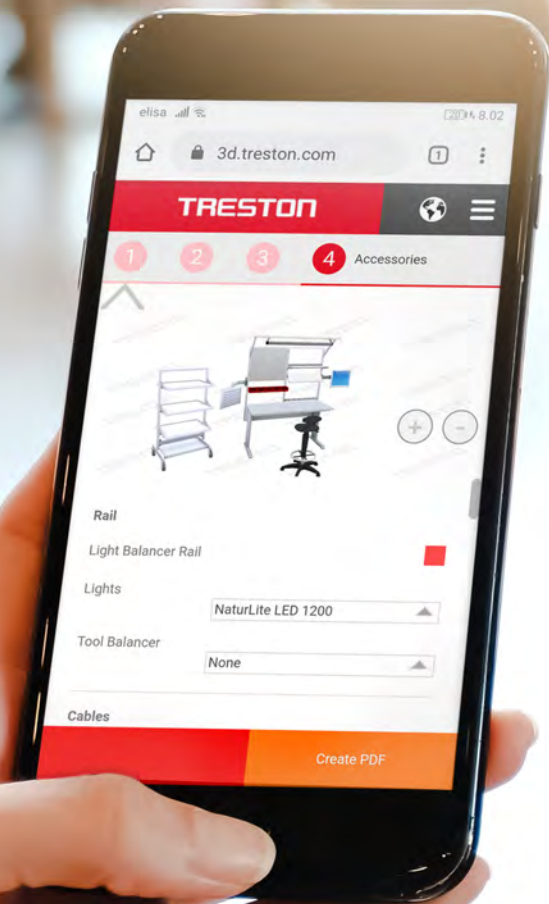 elisa
8.02
3d.treston.com
1
TRESTON
1 2 3 4 Accessories
Rail
Light Balancer Rail
Lights
NaturLite LED 1200
Tool Balancer
None
Cables
Create PDF